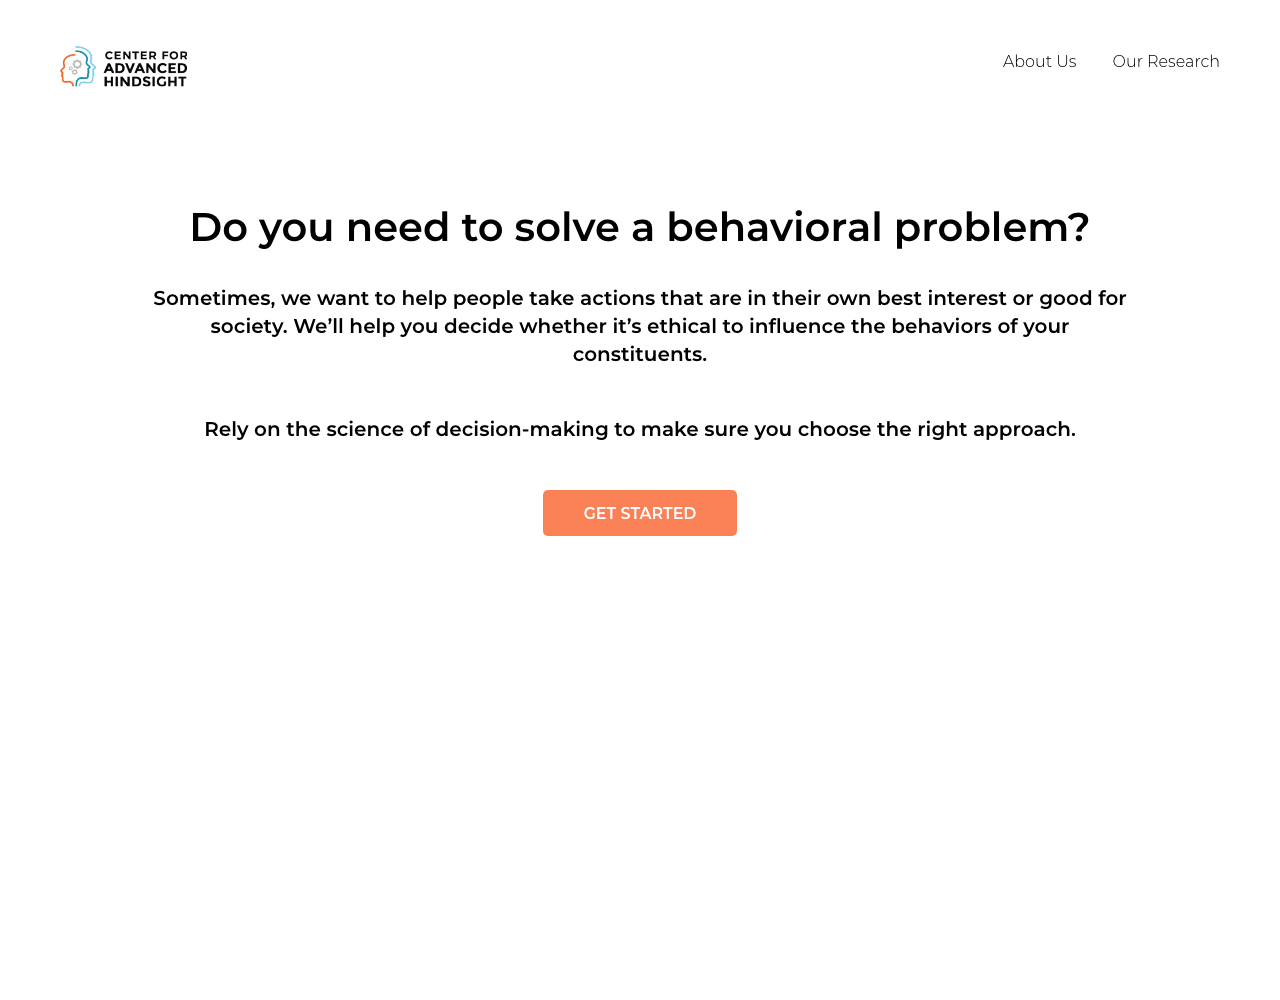 CENTER FOR
ADVANCED
HINDSIGHT
About Us
Our Research
Do you need to solve a behavioral problem?
Sometimes, we want to help people take actions that are in their own best interest or good for
society. We’ll help you decide whether it’s ethical to influence the behaviors of your
constituents.
Rely on the science of decision-making to make sure you choose the right approach.
GET STARTED